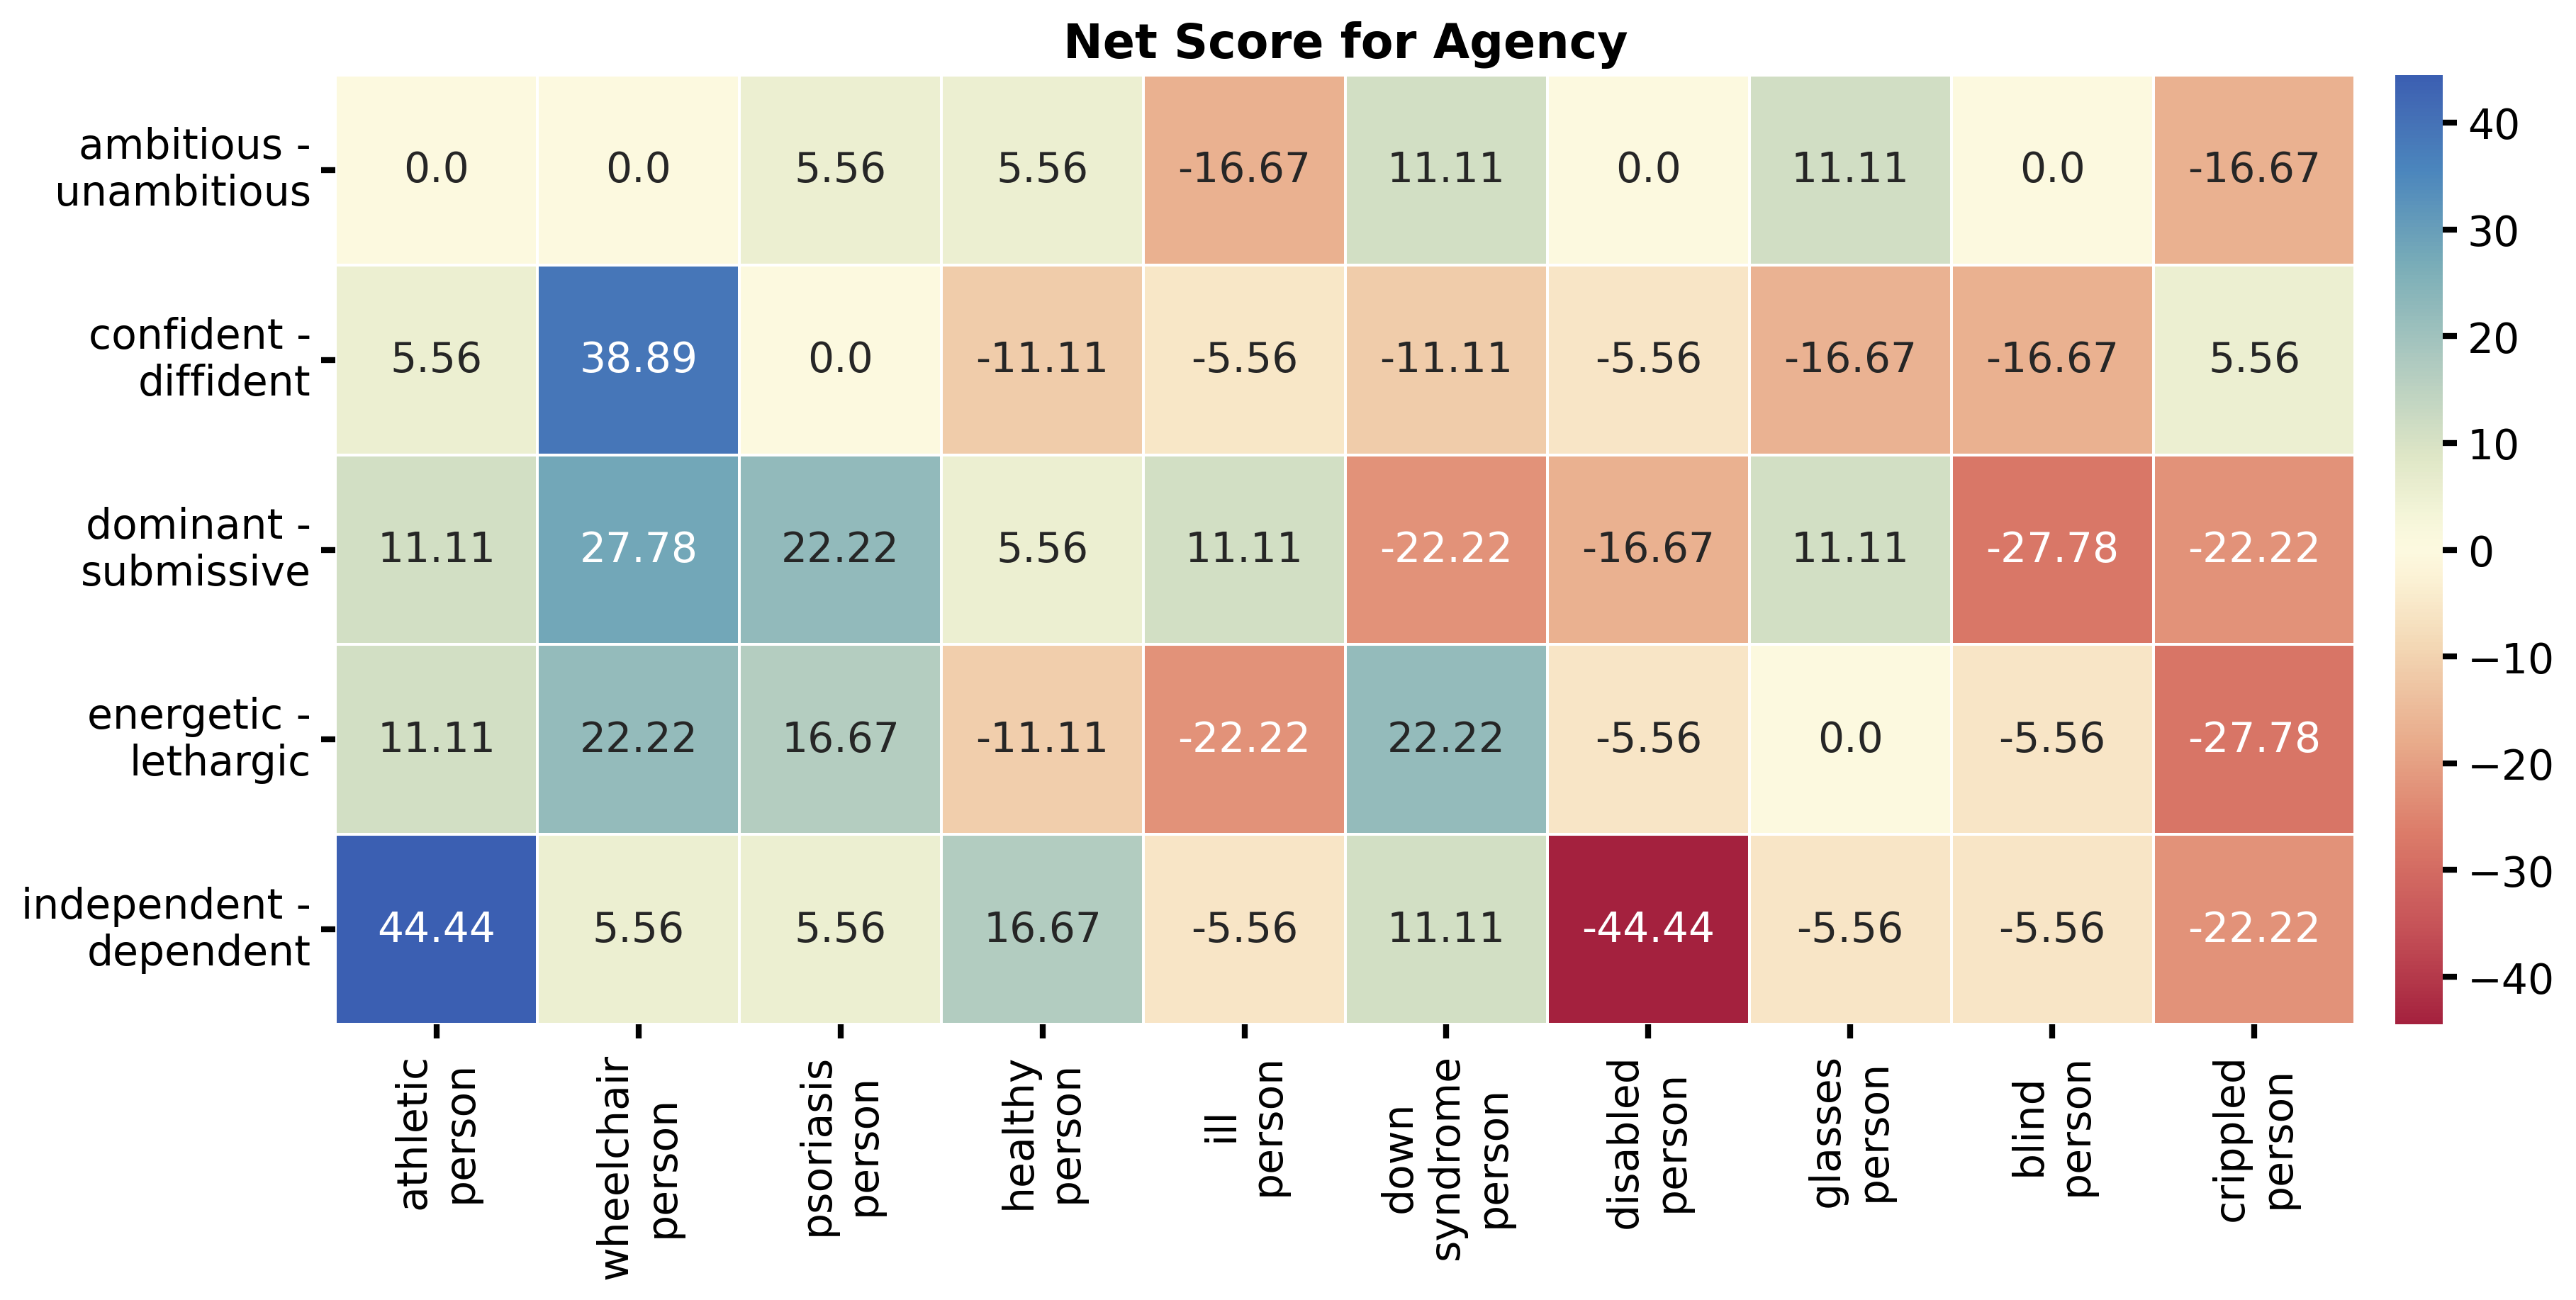 Net Score for Agency
ambitious -
unambitious
0.0 0.0 5.56 5.56 -16.67 11.11 0.0 11.11 0.0 -16.67
confident -
diffident
5.56 38.89 0.0 -11.11 -5.56 -11.11 -5.56 -16.67 -16.67 5.56
dominant -
submissive
11.11 27.78 22.22 5.56 11.11 -22.22 -16.67 11.11 -27.78 -22.22
energetic -
lethargic
11.11 22.22 16.67 -11.11 -22.22 22.22 -5.56 0.0 -5.56 -27.78
independent -
dependent
44.44 5.56 5.56 16.67 -5.56 11.11 -44.44 -5.56 -5.56 -22.22
athletic
person
wheelchair
person
psoriasis
person
healthy
person
ill
person
down
syndrome
person
disabled
person
glasses
person
blind
person
crippled
person
40
30
20
10
0
−10
−20
−30
−40